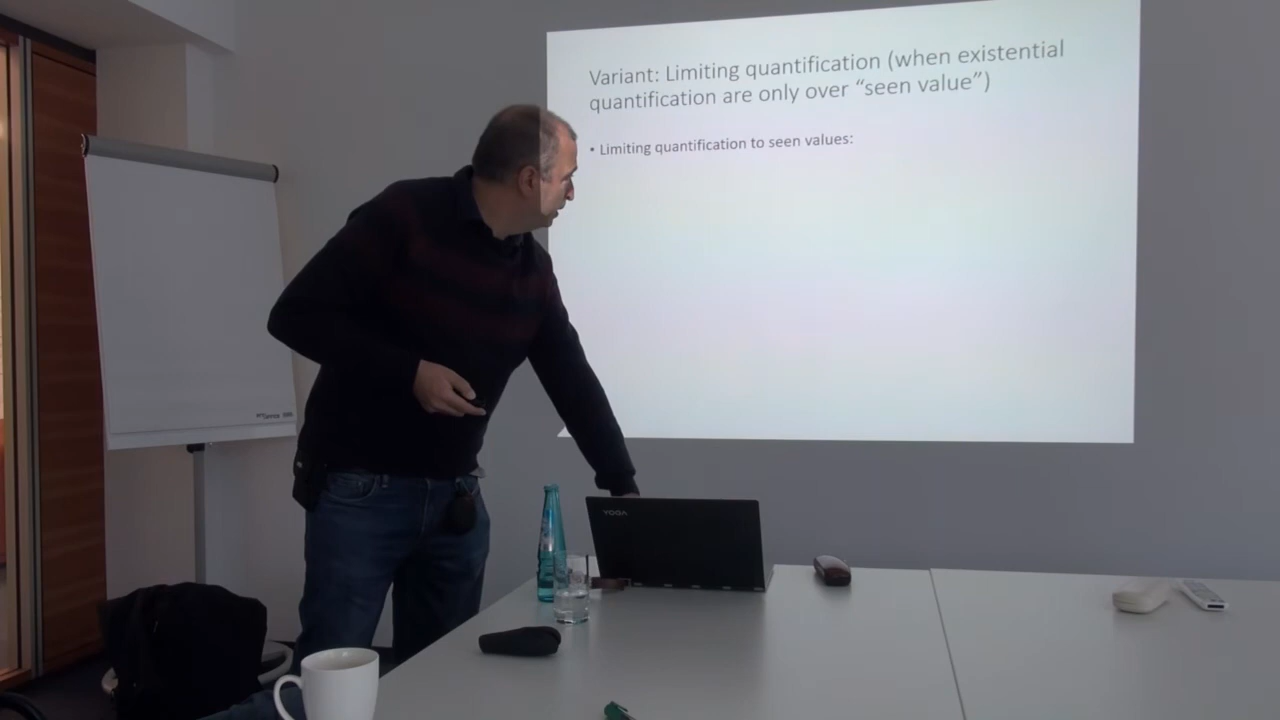 Variant: Limiting quantification (when existential
quantification are only over “seen value”)
• Limiting quantification to seen values:
YOGA